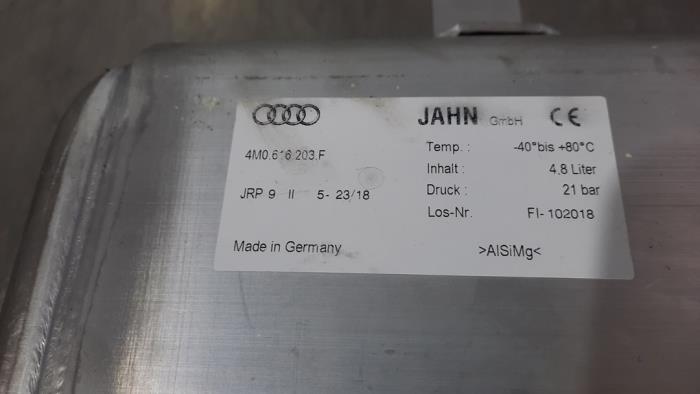 JAHN GmbH CE
4M0.616.203.F
Temp.: -40°bis +80°C
Inhalt: 4.8 Liter
JRP 9 II 5- 23/18
Druck: 21 bar
Los-Nr. FI- 102018
Made in Germany
>AlSiMg<